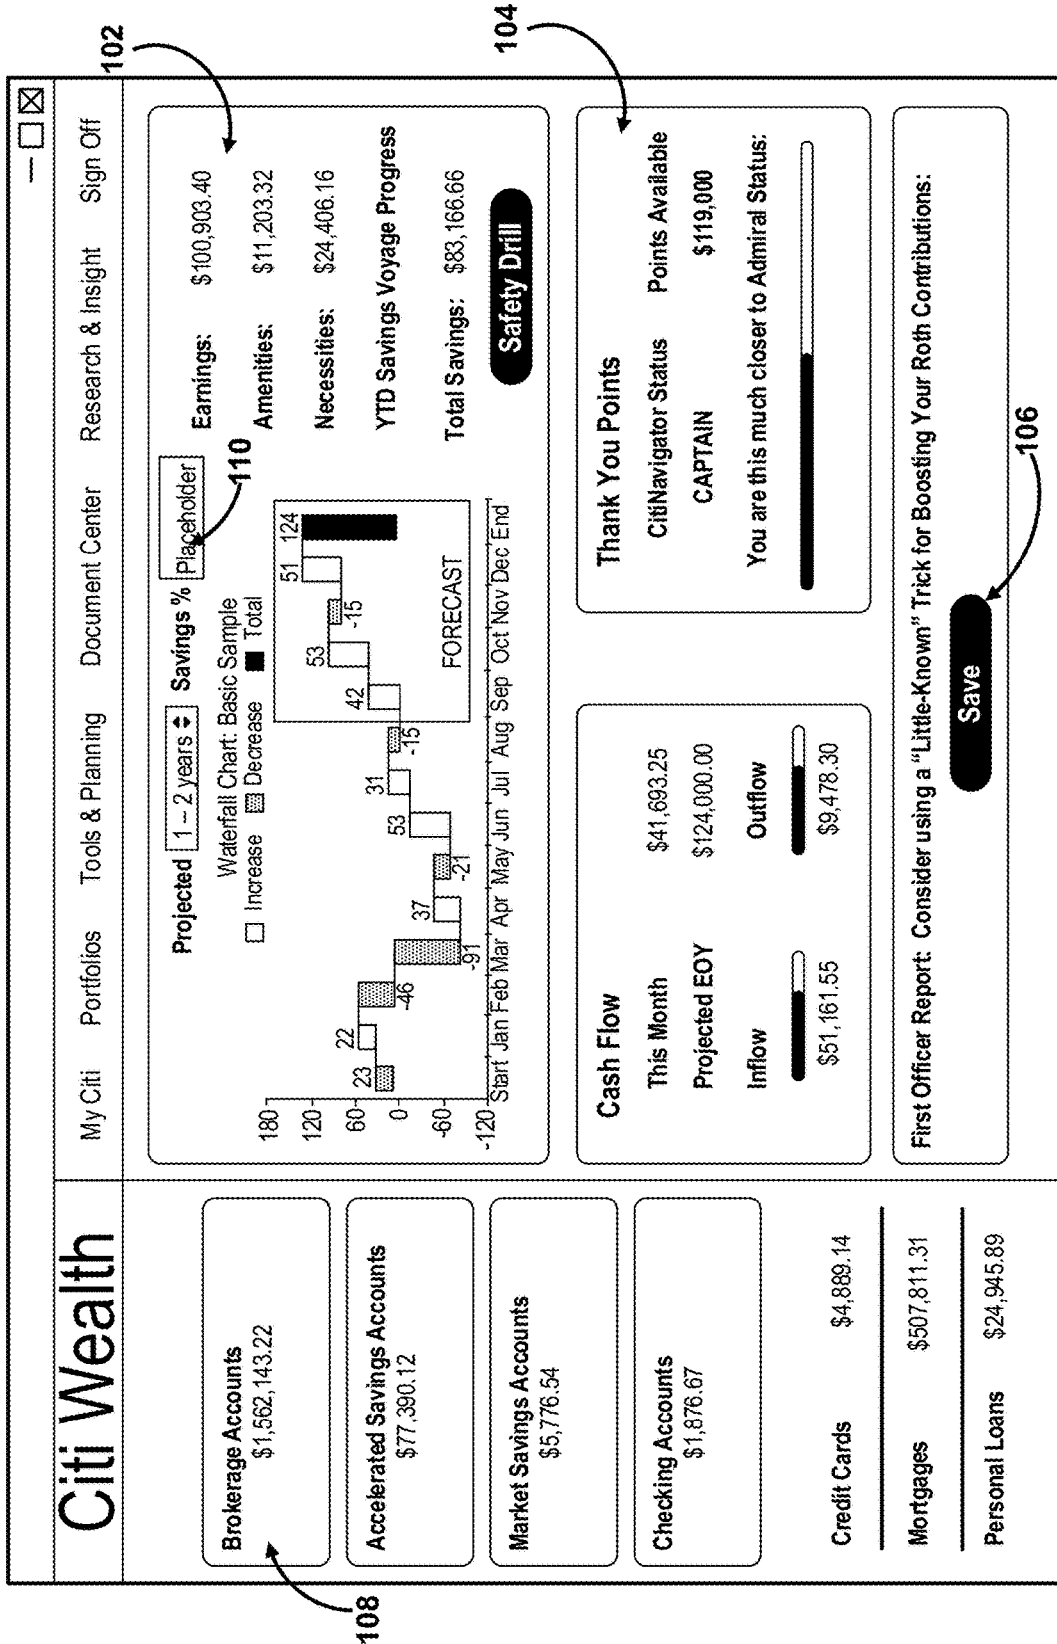 Citi Wealth
My Citi Portfolios Tools & Planning Document Center Research & Insight Sign Off
Brokerage Accounts
$1,562,143.22
Accelerated Savings Accounts
$77,390.12
Market Savings Accounts
$5,776.54
Checking Accounts
$1,876.67
Credit Cards $4,889.14
Mortgages $507,811.31
Personal Loans $24,945.89
108
Projected 1 – 2 years Savings % Placeholder
110
Waterfall Chart: Basic Sample
Increase Decrease Total
180
120
60
0
-60
-120
23 22 -46 -91 37 -21 53 31 -15 42 53 -15 51 124
FORECAST
Start Jan Feb Mar Apr May Jun Jul Aug Sep Oct Nov Dec End
102
Earnings: $100,903.40
Amenities: $11,203.32
Necessities: $24,406.16
YTD Savings Voyage Progress
Total Savings: $83,166.66
Safety Drill
Cash Flow
This Month $41,693.25
Projected EOY $124,000.00
Inflow Outflow
$51,161.55 $9,478.30
104
Thank You Points
CitiNavigator Status Points Available
CAPTAIN $119,000
You are this much closer to Admiral Status:
First Officer Report: Consider using a “Little-Known” Trick for Boosting Your Roth Contributions:
Save
106